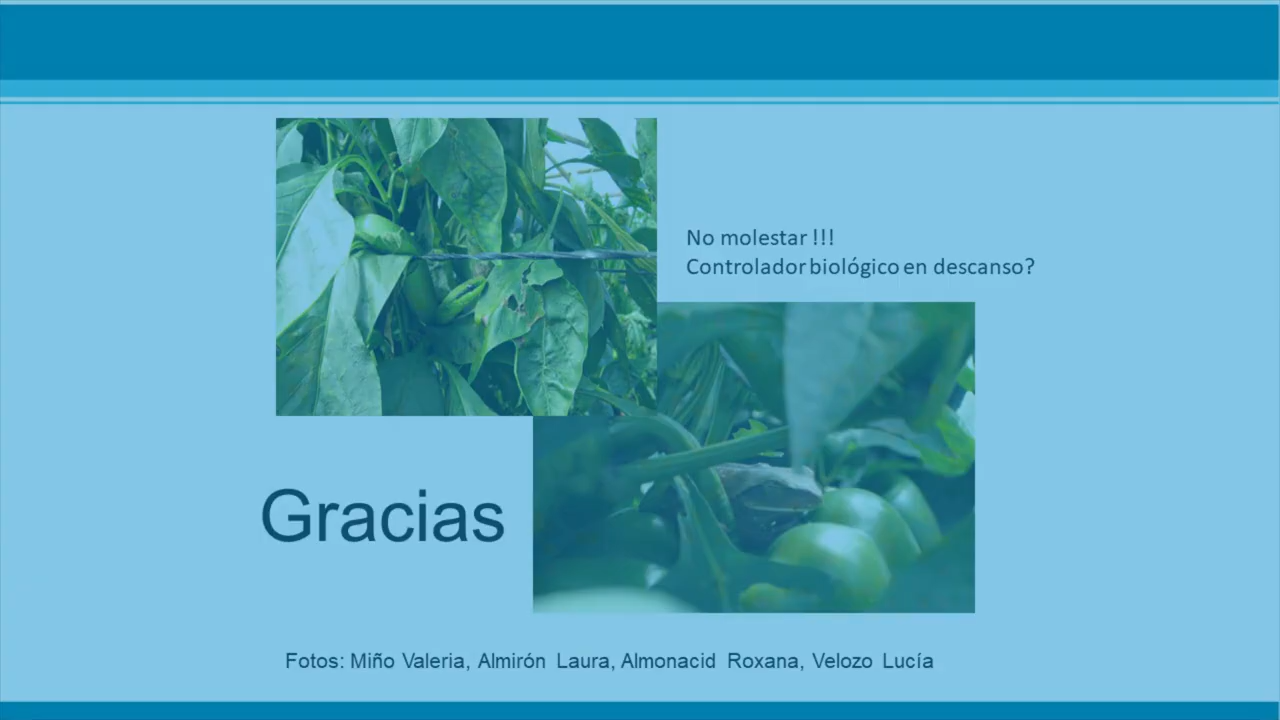 No molestar !!!
Controlador biológico en descanso?
Gracias
Fotos: Miño Valeria, Almirón Laura, Almonacid Roxana, Velozo Lucía